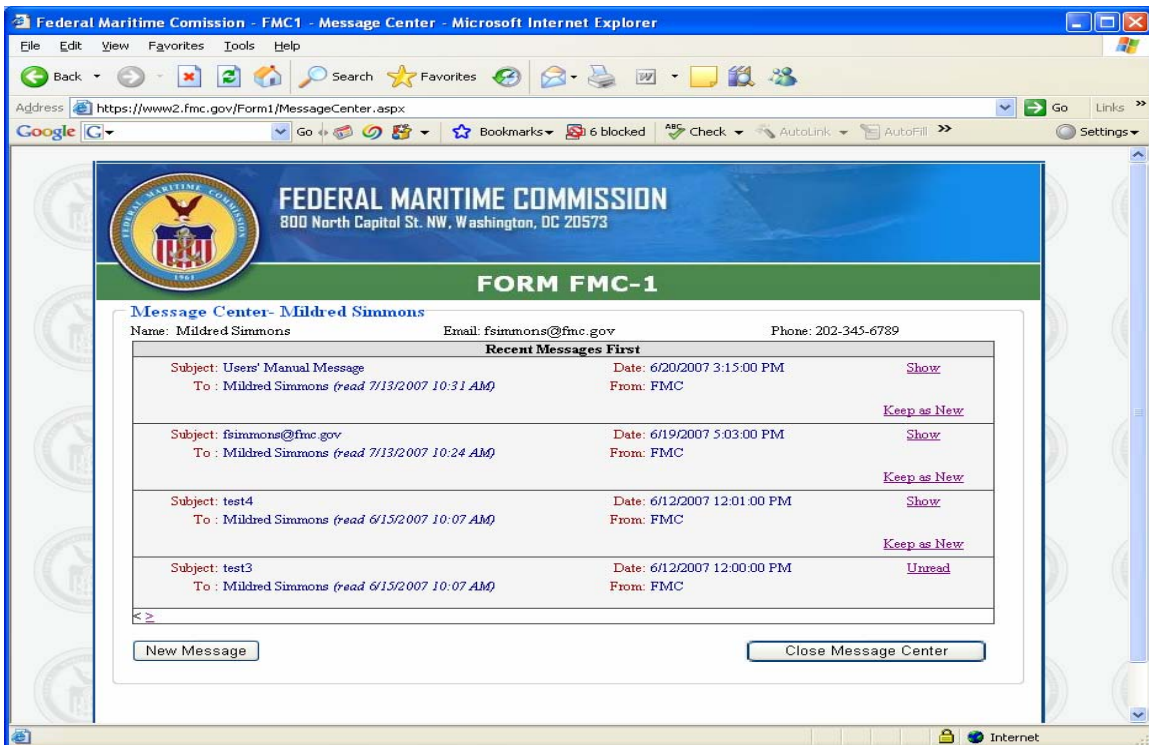 Federal Maritime Comission - FMC1 - Message Center - Microsoft Internet Explorer
File Edit View Favorites Tools Help
Back Search Favorites
Address https://www2.fmc.gov/Form1/MessageCenter.aspx Go Links »
Google G Go Bookmarks 6 blocked ABC Check AutoLink AutoFill » Settings
MARITIME COMMISSION
FEDERAL MARITIME COMMISSION
800 North Capitol St. NW, Washington, DC 20573
1961
FORM FMC-1
Message Center- Mildred Simmons
Name: Mildred Simmons Email: fsimmons@fmc.gov Phone: 202-345-6789
Recent Messages First
Subject: Users' Manual Message Date: 6/20/2007 3:15:00 PM Show
To : Mildred Simmons (read 7/13/2007 10:31 AM) From: FMC
Keep as New
Subject: fsimmons@fmc.gov Date: 6/19/2007 5:03:00 PM Show
To : Mildred Simmons (read 7/13/2007 10:24 AM) From: FMC
Keep as New
Subject: test4 Date: 6/12/2007 12:01:00 PM Show
To : Mildred Simmons (read 6/15/2007 10:07 AM) From: FMC
Keep as New
Subject: test3 Date: 6/12/2007 12:00:00 PM Unread
To : Mildred Simmons (read 6/15/2007 10:07 AM) From: FMC
< >
New Message Close Message Center
Internet